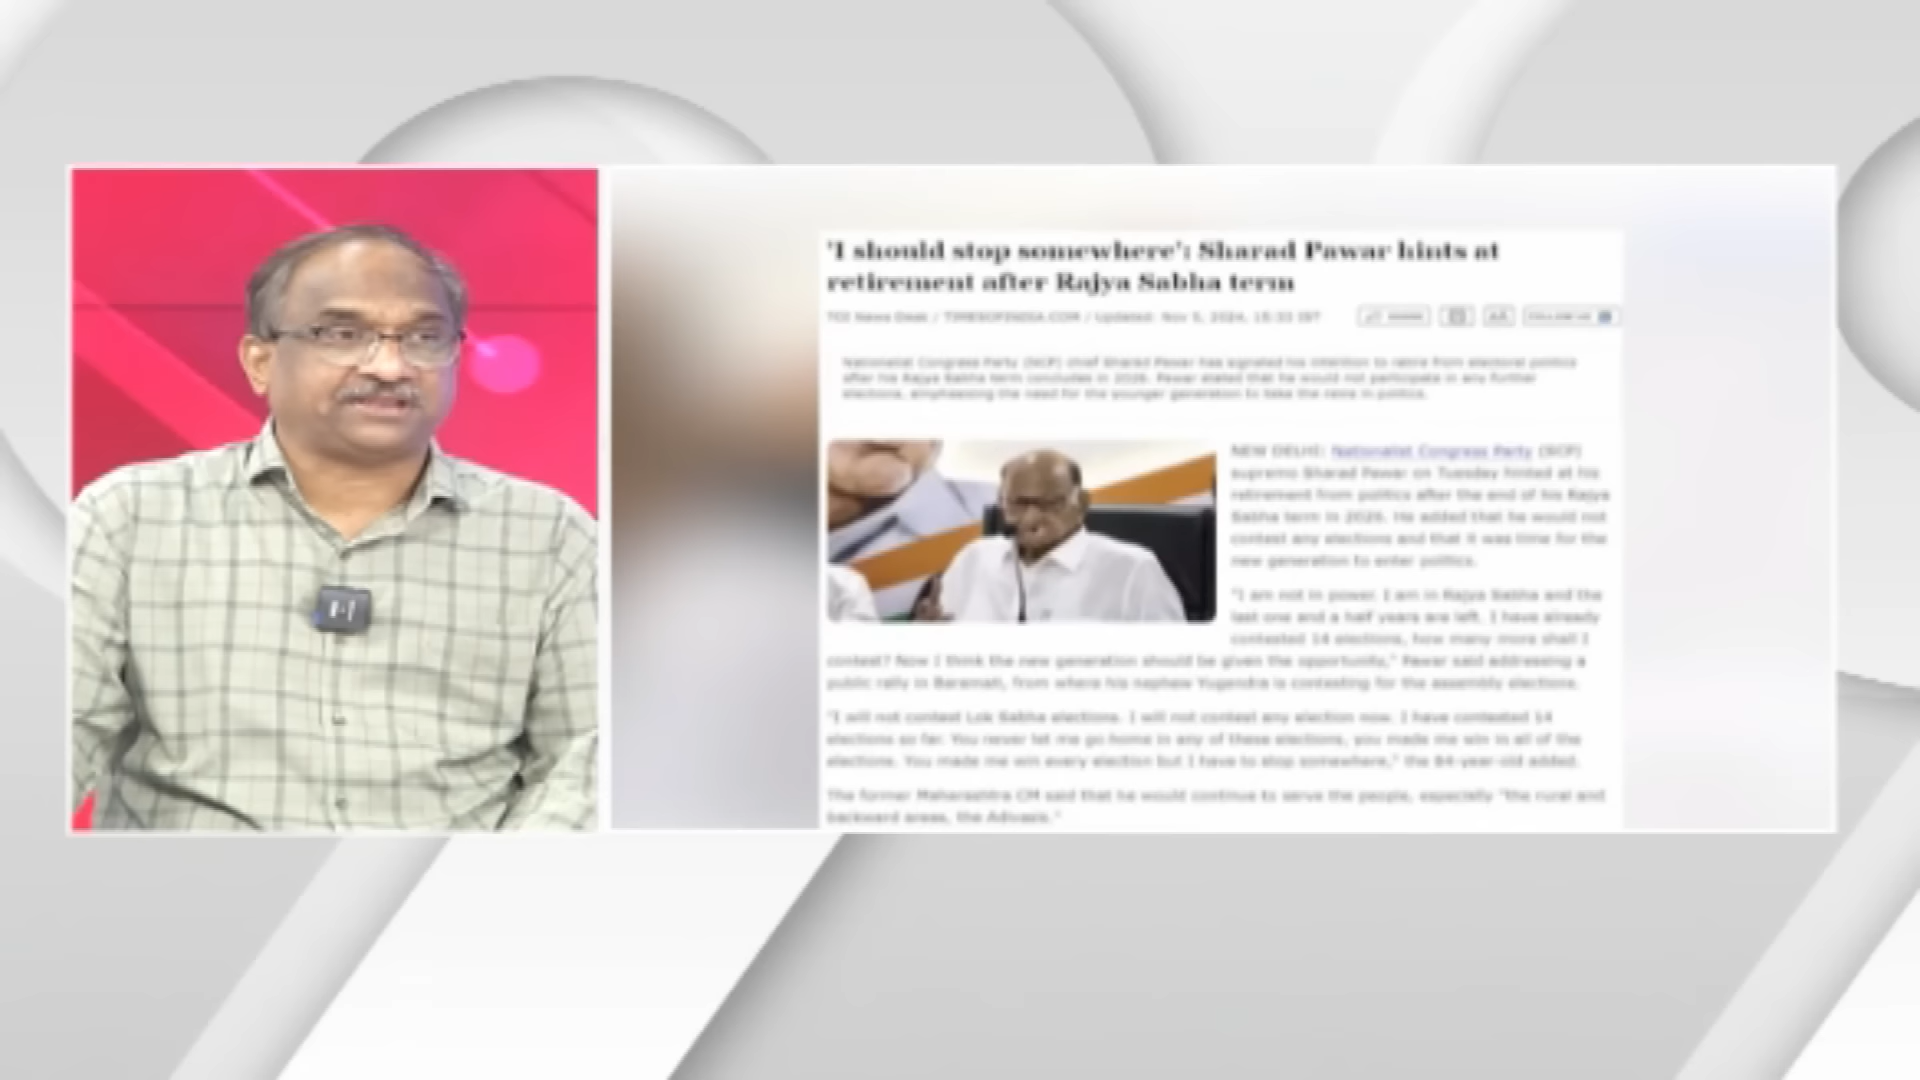 'I should stop somewhere': Sharad Pawar hints at
retirement after Rajya Sabha term
TOI News Desk / TIMESOFINDIA.COM / Updated: Nov 5, 2024, 15:33 IST
SHARE
AA
FOLLOW US
Nationalist Congress Party (NCP) chief Sharad Pawar has signaled his intention to retire from electoral politics
after his Rajya Sabha term concludes in 2026. Pawar stated that he would not participate in any further
elections, emphasizing the need for the younger generation to take the reins in politics.
NEW DELHI: Nationalist Congress Party (NCP)
supremo Sharad Pawar on Tuesday hinted at his
retirement from politics after the end of his Rajya
Sabha term in 2026. He added that he would not
contest any elections and that it was time for the
new generation to enter politics.
"I am not in power. I am in Rajya Sabha and the
last one and a half years are left. I have already
contested 14 elections, how many more shall I
contest? Now I think the new generation should be given the opportunity," Pawar said addressing a
public rally in Baramati, from where his nephew Yugendra is contesting for the assembly elections.
"I will not contest Lok Sabha elections. I will not contest any election now. I have contested 14
elections so far. You never let me go home in any of these elections, you made me win in all of the
elections. You made me win every election but I have to stop somewhere," the 84-year-old added.
The former Maharashtra CM said that he would continue to serve the people, especially "the rural and
backward areas, the Adivasis."